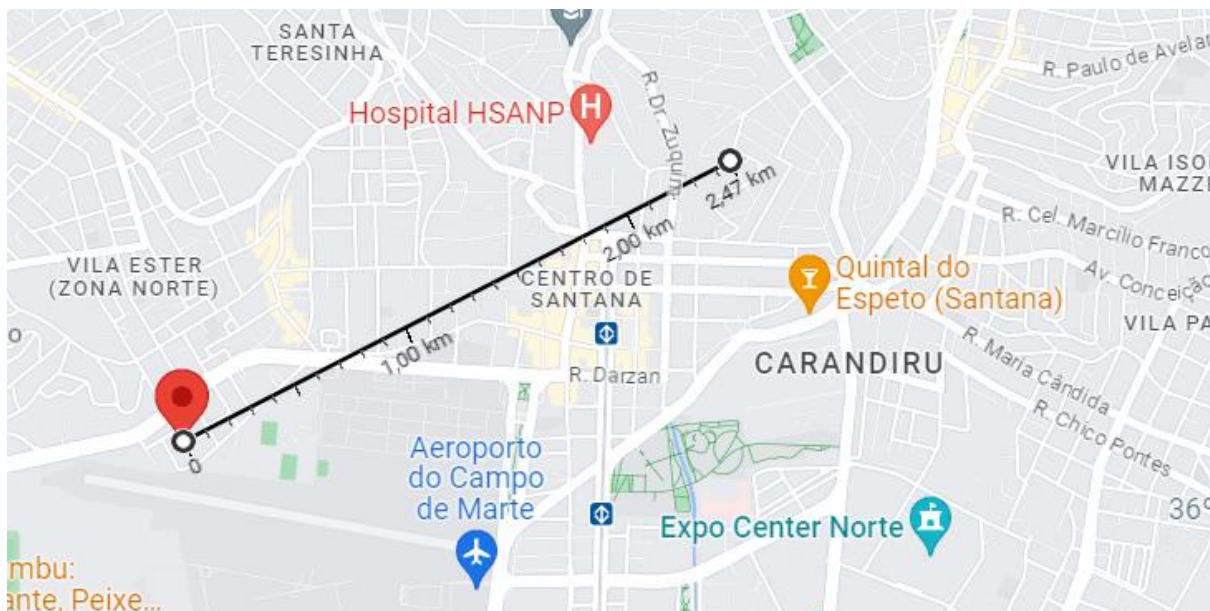 SANTA
TERESINHA
R. Paulo de Avelar
Hospital HSANP
H
R. Dr. Zuquim
VILA ISO
MAZZE
2,47 km
R. Cel. Marcílio Franco
2,00 km
VILA ESTER
(ZONA NORTE)
CENTRO DE
SANTANA
Quintal do
Espeto (Santana)
Av. Conceição
o
VILA PA
1,00 km
CARANDIRU
R. Maria Cândida
R. Darzan
R. Chico Pontes
0
Aeroporto
do Campo
de Marte
36º
Expo Center Norte
mbu:
ante, Peixe...